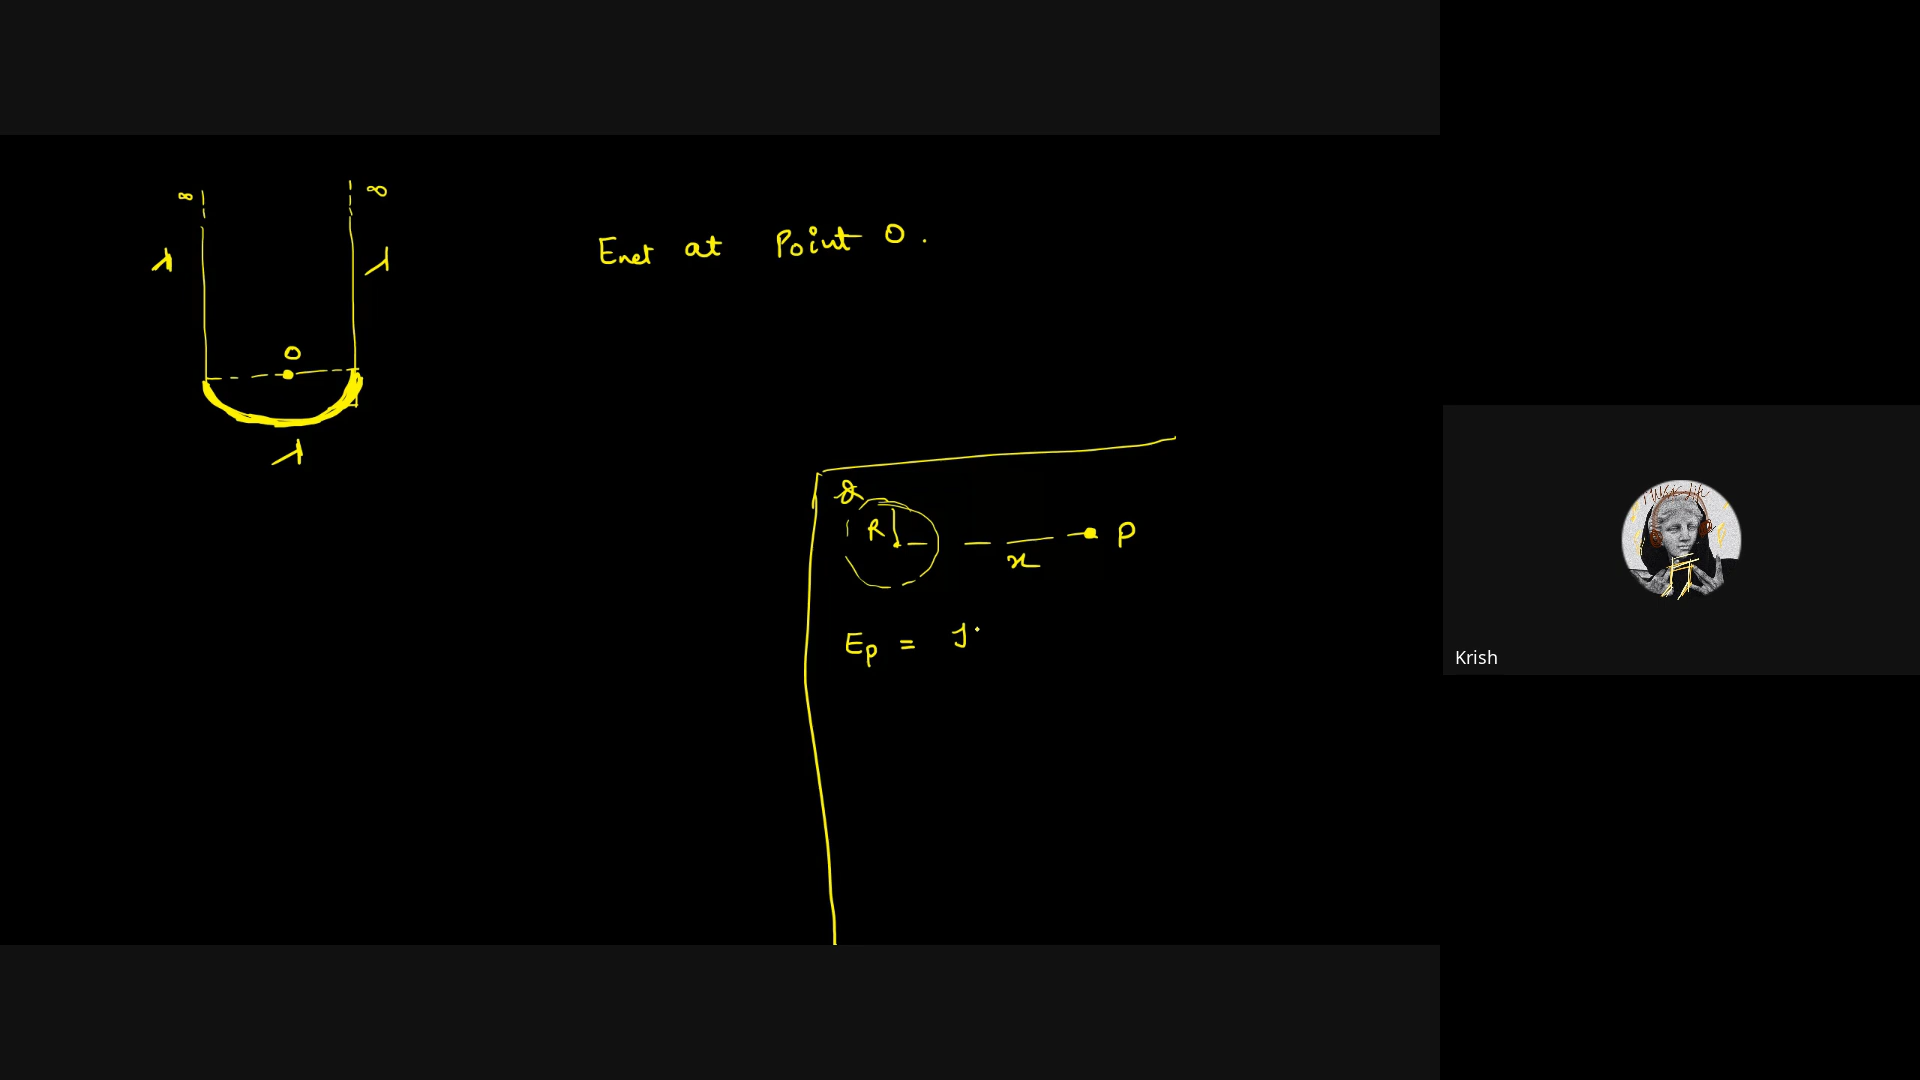 ∞ ∞
λ λ
Enet at Point O.
O
λ
R
x
P
Ep =
Krish